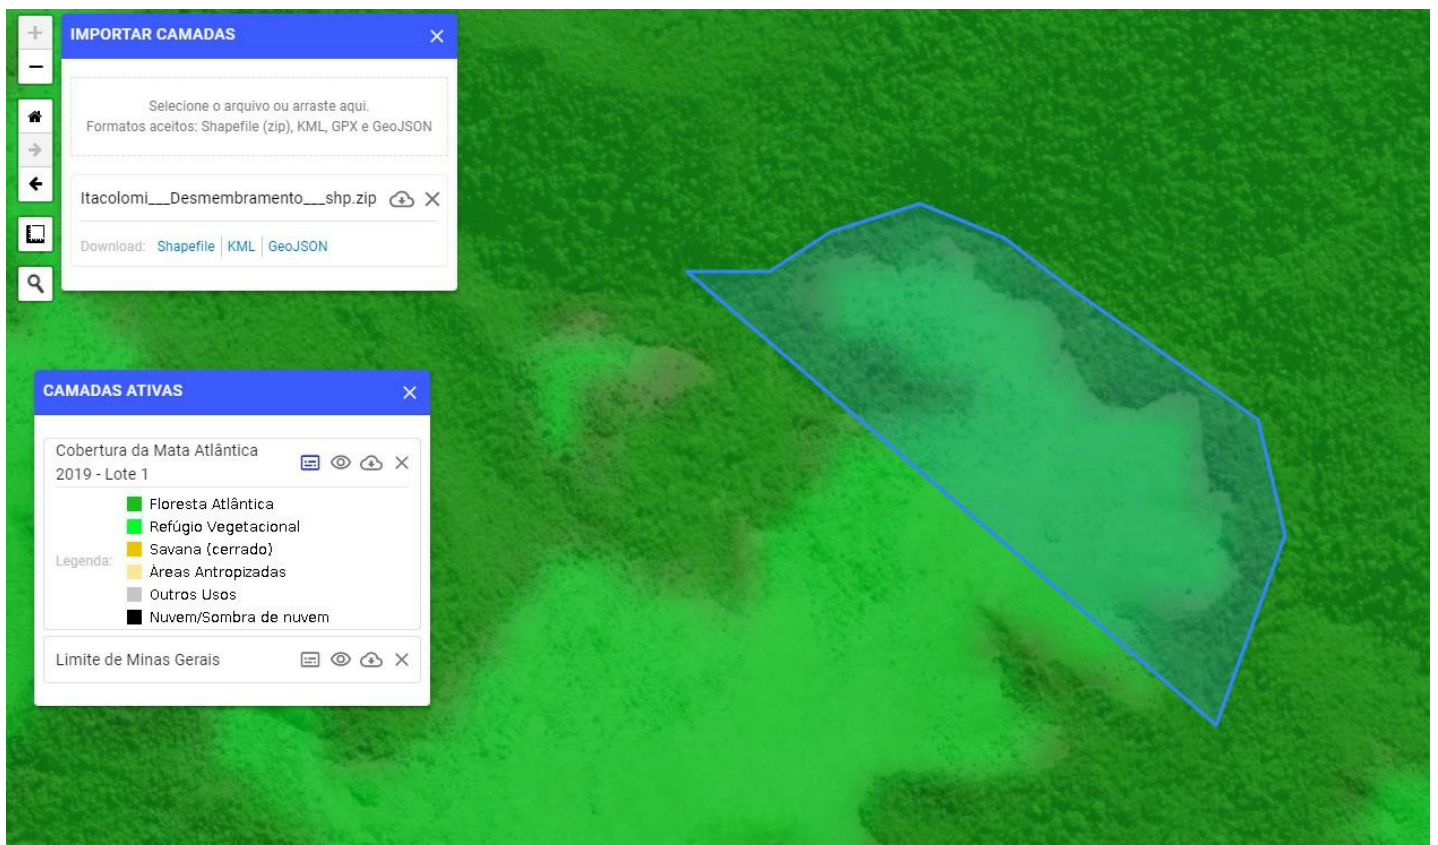 IMPORTAR CAMADAS
Selecione o arquivo ou arraste aqui.
Formatos aceitos: Shapefile (zip), KML, GPX e GeoJSON
Itacolomi___Desmembramento___shp.zip
Download: Shapefile KML GeoJSON
CAMADAS ATIVAS
Cobertura da Mata Atlântica
2019 - Lote 1
Legenda:
Floresta Atlântica
Refúgio Vegetacional
Savana (cerrado)
Áreas Antropizadas
Outros Usos
Nuvem/Sombra de nuvem
Limite de Minas Gerais